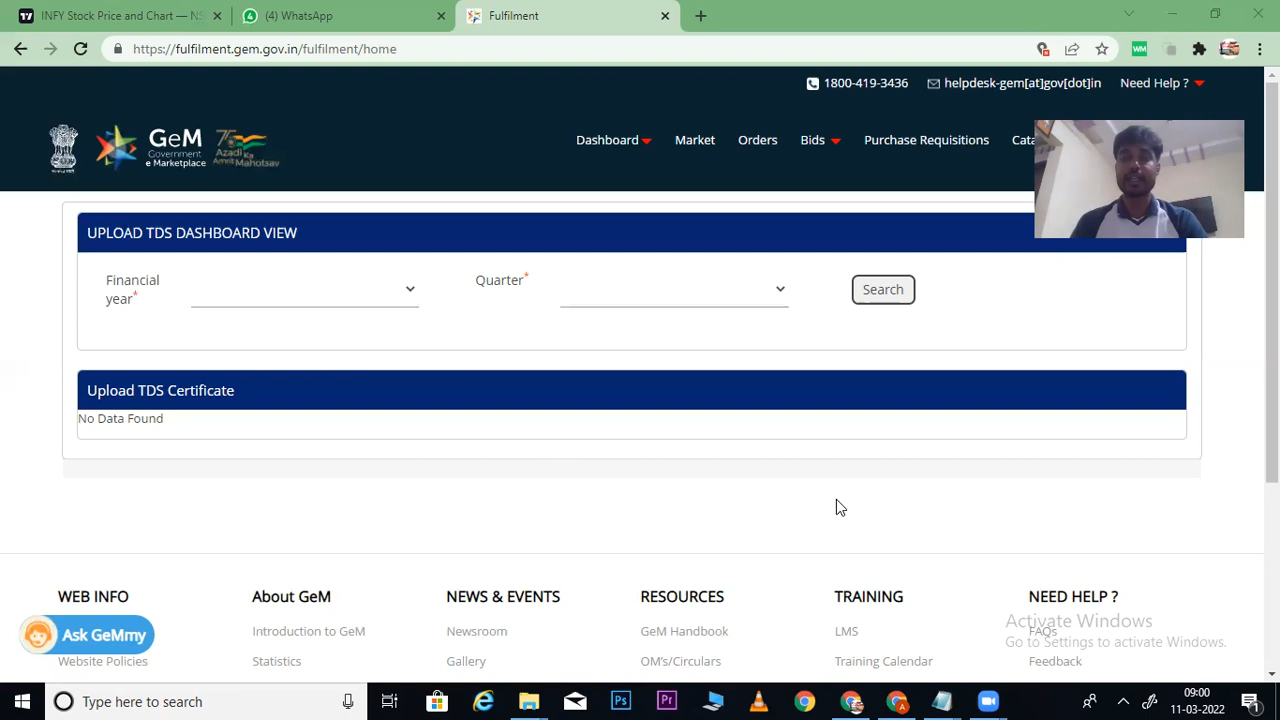 INFY Stock Price and Chart — NS
(4) WhatsApp
Fulfilment
https://fulfilment.gem.gov.in/fulfilment/home
WM
1800-419-3436
helpdesk-gem[at]gov[dot]in
Need Help ?
GeM
Government
e Marketplace
75
Azadi Ka
Amrit Mahotsav
Dashboard
Market
Orders
Bids
Purchase Requisitions
Cata
UPLOAD TDS DASHBOARD VIEW
Financial
year*
Quarter*
Search
Upload TDS Certificate
No Data Found
WEB INFO
About GeM
NEWS & EVENTS
RESOURCES
TRAINING
NEED HELP ?
Introduction to GeM
Newsroom
GeM Handbook
LMS
FAQs
Ask GeMmy
Website Policies
Statistics
Gallery
OM's/Circulars
Training Calendar
Feedback
Activate Windows
Go to Settings to activate Windows.
Type here to search
Ps
Pr
09:00
11-03-2022
1